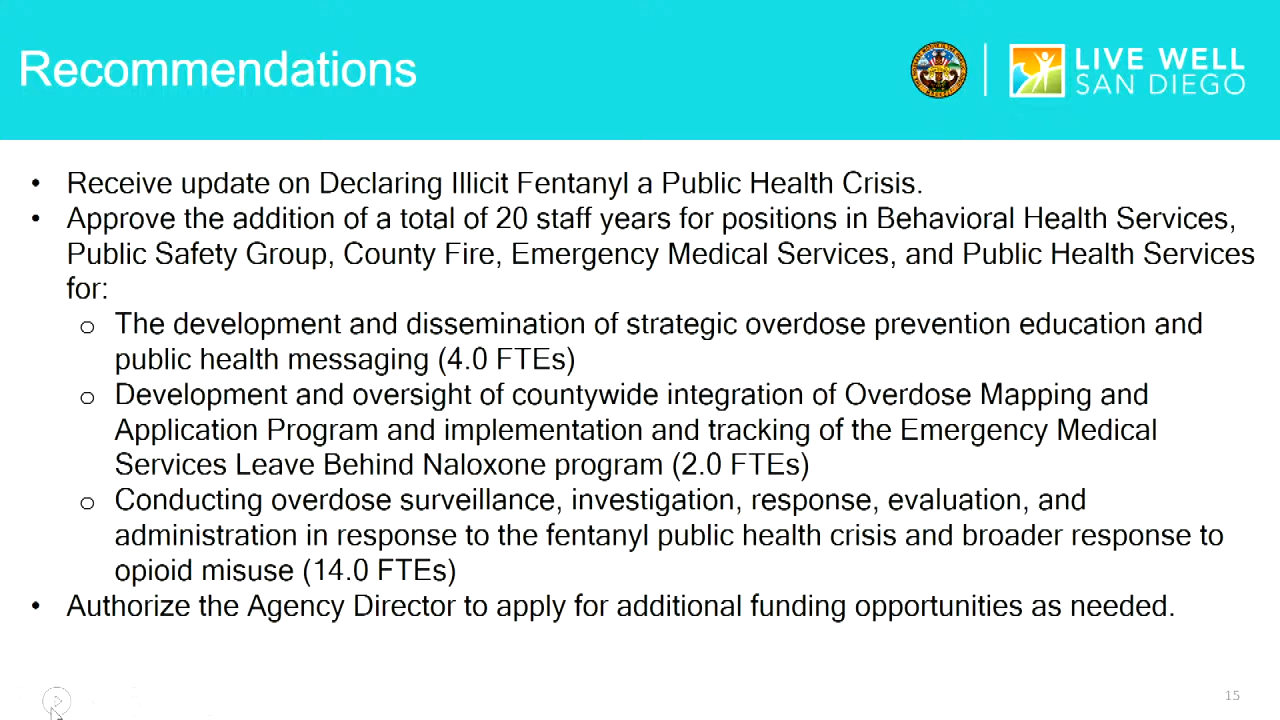 Recommendations
LIVE WELL
SAN DIEGO
• Receive update on Declaring Illicit Fentanyl a Public Health Crisis.
• Approve the addition of a total of 20 staff years for positions in Behavioral Health Services,
Public Safety Group, County Fire, Emergency Medical Services, and Public Health Services
for:
o The development and dissemination of strategic overdose prevention education and
public health messaging (4.0 FTEs)
o Development and oversight of countywide integration of Overdose Mapping and
Application Program and implementation and tracking of the Emergency Medical
Services Leave Behind Naloxone program (2.0 FTEs)
o Conducting overdose surveillance, investigation, response, evaluation, and
administration in response to the fentanyl public health crisis and broader response to
opioid misuse (14.0 FTEs)
• Authorize the Agency Director to apply for additional funding opportunities as needed.
15